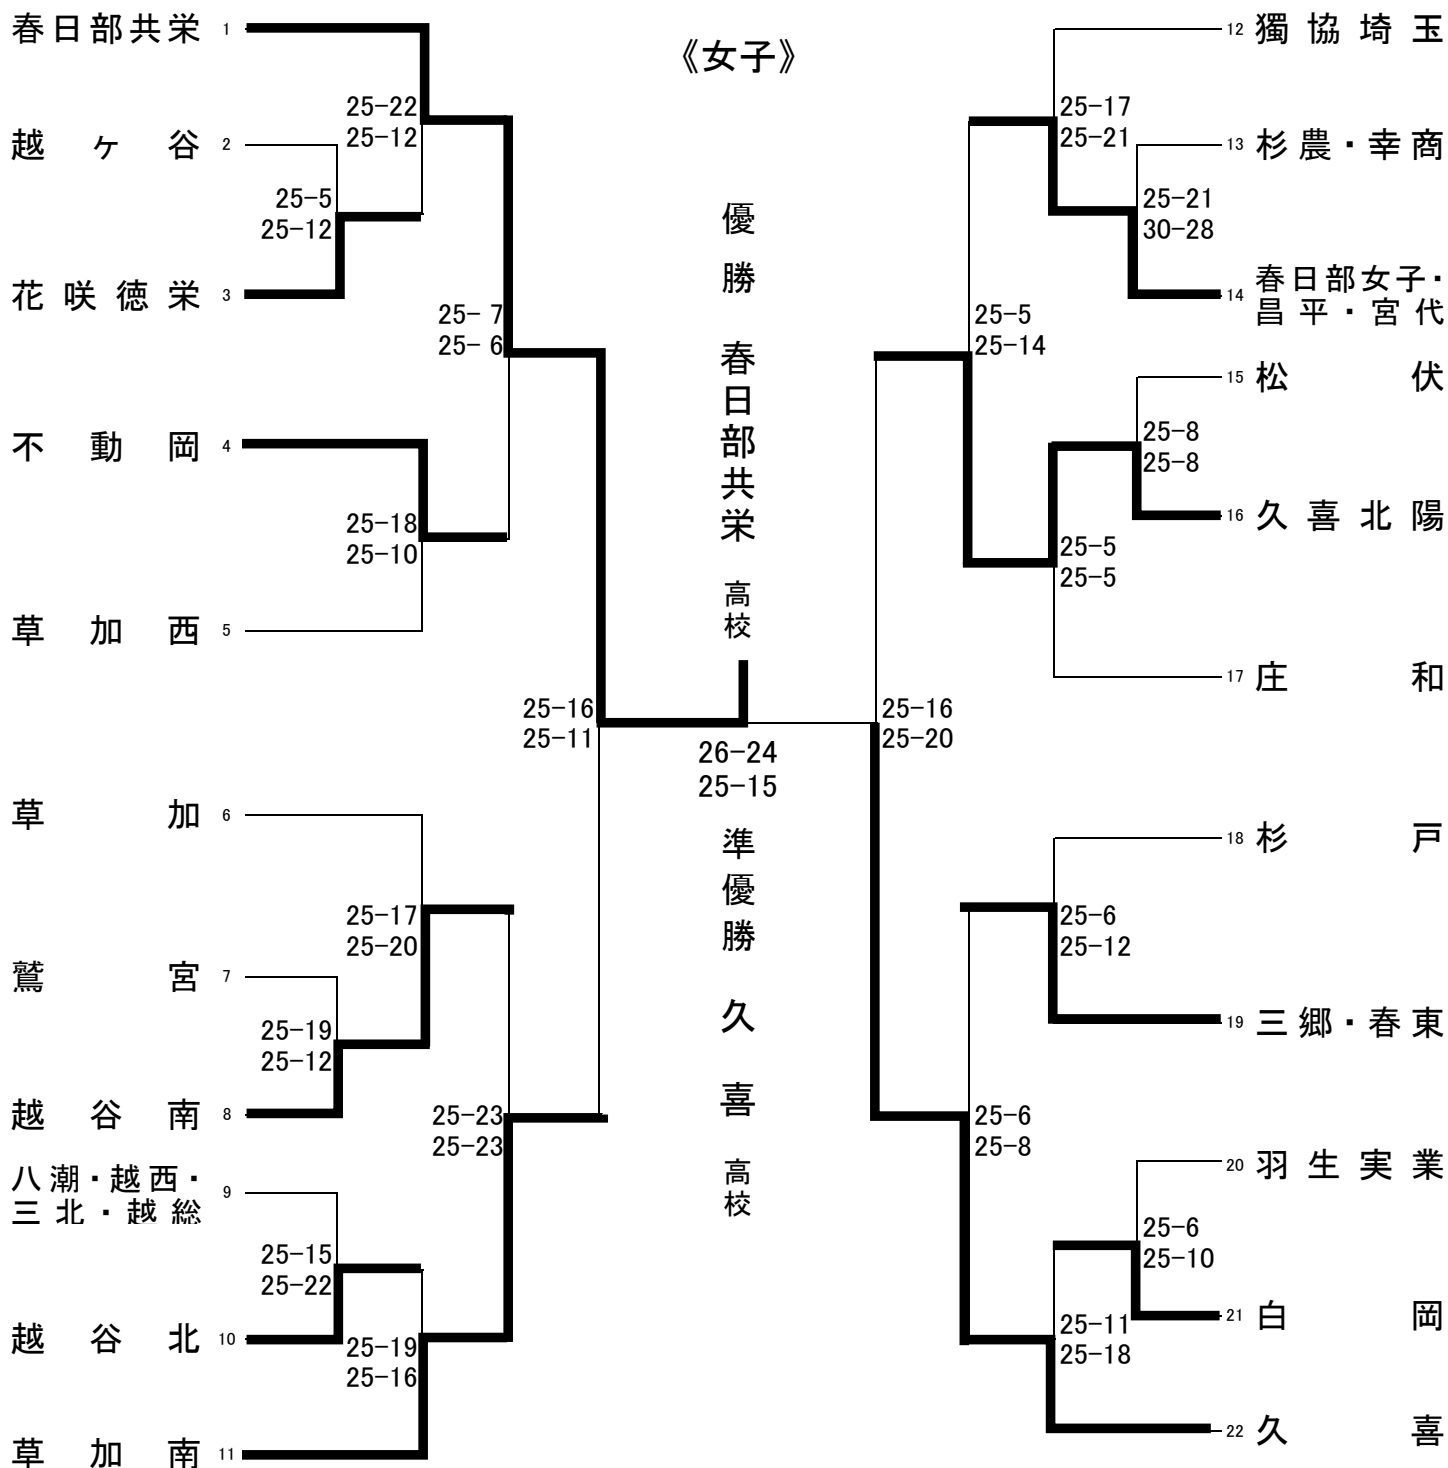 《女子》
春日部共栄 1
越ヶ谷 2
花咲徳栄 3
不動岡 4
草加西 5
草加 6
鷲宮 7
越谷南 8
八潮・越西・
三北・越総 9
越谷北 10
草加南 11
25-22
25-12
25-5
25-12
25- 7
25- 6
25-18
25-10
25-16
25-11
25-17
25-20
25-19
25-12
25-23
25-23
25-15
25-22
25-19
25-16
優勝 春日部共栄 高校
26-24
25-15
準優勝 久喜 高校
25-17
25-21
25-21
30-28
25-5
25-14
25-8
25-8
25-5
25-5
25-16
25-20
25-6
25-12
25-6
25-8
25-6
25-10
25-11
25-18
12 獨協埼玉
13 杉農・幸商
14 春日部女子・
昌平・宮代
15 松伏
16 久喜北陽
17 庄和
18 杉戸
19 三郷・春東
20 羽生実業
21 白岡
22 久喜